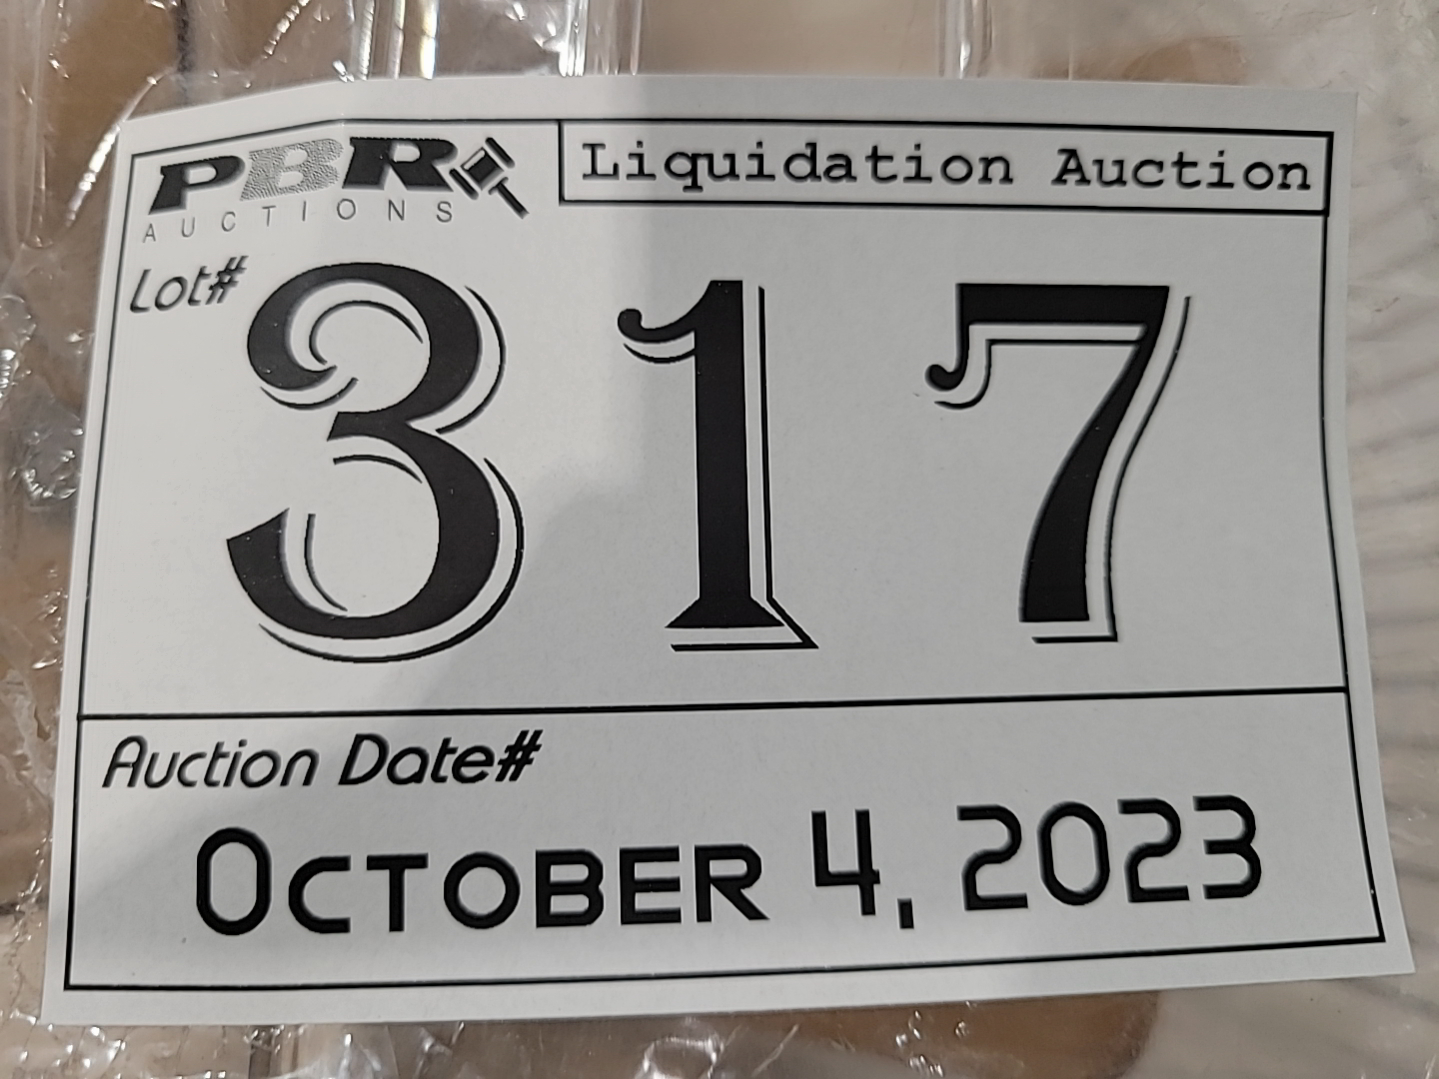 PBR
AUCTIONS
Liquidation Auction
Lot#
317
Auction Date#
OCTOBER 4, 2023